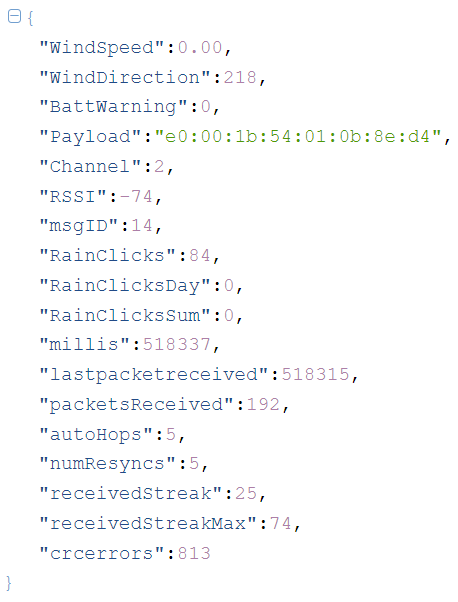 {
"WindSpeed":0.00,
"WindDirection":218,
"BattWarning":0,
"Payload":"e0:00:1b:54:01:0b:8e:d4",
"Channel":2,
"RSSI":-74,
"msgID":14,
"RainClicks":84,
"RainClicksDay":0,
"RainClicksSum":0,
"millis":518337,
"lastpacketreceived":518315,
"packetsReceived":192,
"autoHops":5,
"numResyncs":5,
"receivedStreak":25,
"receivedStreakMax":74,
"crcerrors":813
}